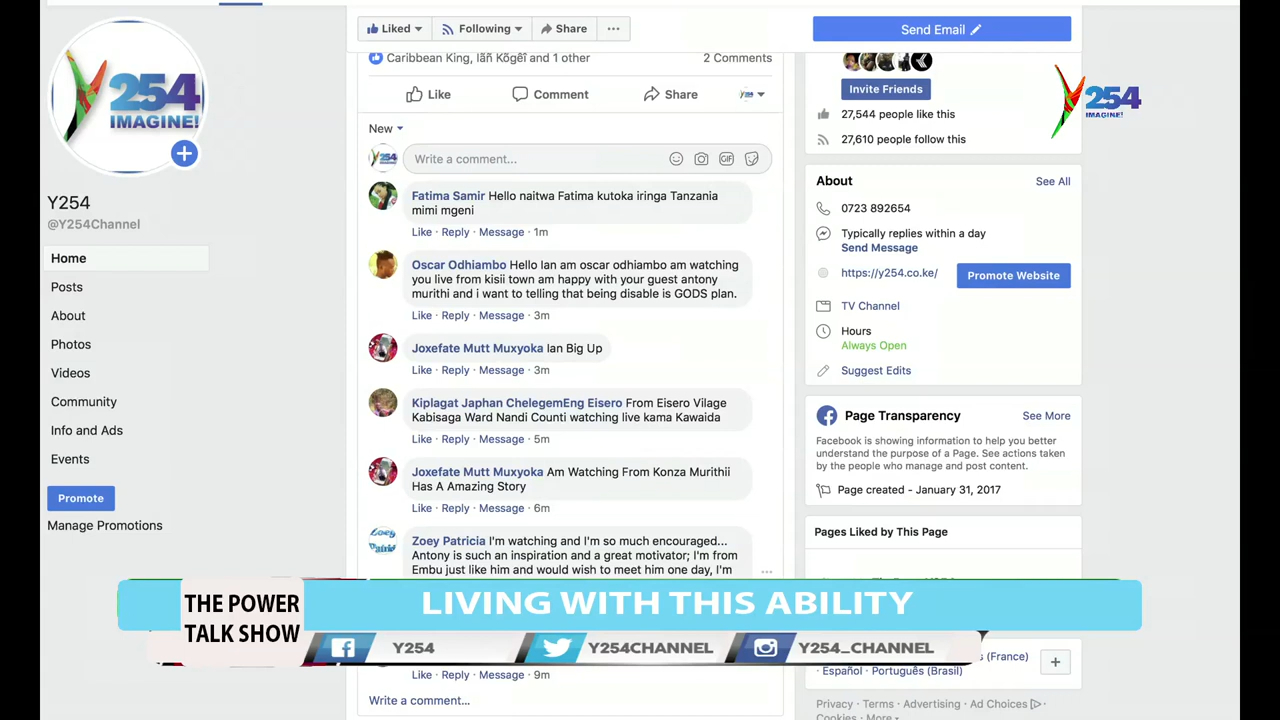 Liked
Following
Share
Send Email
254
IMAGINE!
Y254
@Y254Channel
Home
Posts
About
Photos
Videos
Community
Info and Ads
Events
Promote
Manage Promotions
Caribbean King, Iāñ Kõgêî and 1 other
2 Comments
Like
Comment
Share
New
Write a comment...
GIF
Fatima Samir Hello naitwa Fatima kutoka iringa Tanzania
mimi mgeni
Like · Reply · Message · 1m
Oscar Odhiambo Hello Ian am oscar odhiambo am watching
you live from kisii town am happy with your guest antony
murithi and i want to telling that being disable is GODS plan.
Like · Reply · Message · 3m
Joxefate Mutt Muxyoka Ian Big Up
Like · Reply · Message · 3m
Kiplagat Japhan ChelegemEng Eisero From Eisero Vilage
Kabisaga Ward Nandi Counti watching live kama Kawaida
Like · Reply · Message · 5m
Joxefate Mutt Muxyoka Am Watching From Konza Murithii
Has A Amazing Story
Like · Reply · Message · 6m
Zoey Patricia I'm watching and I'm so much encouraged...
Antony is such an inspiration and a great motivator; I'm from
Embu just like him and would wish to meet him one day, I'm
Like · Reply · Message · 9m
Write a comment...
Invite Friends
27,544 people like this
27,610 people follow this
254
IMAGINE!
About
See All
0723 892654
Typically replies within a day
Send Message
https://y254.co.ke/
Promote Website
TV Channel
Hours
Always Open
Suggest Edits
Page Transparency
See More
Facebook is showing information to help you better
understand the purpose of a Page. See actions taken
by the people who manage and post content.
Page created - January 31, 2017
Pages Liked by This Page
(France)
· Español · Português (Brasil)
Privacy · Terms · Advertising · Ad Choices
Cookies · More
THE POWER
TALK SHOW
LIVING WITH THIS ABILITY
Y254
Y254CHANNEL
Y254_CHANNEL